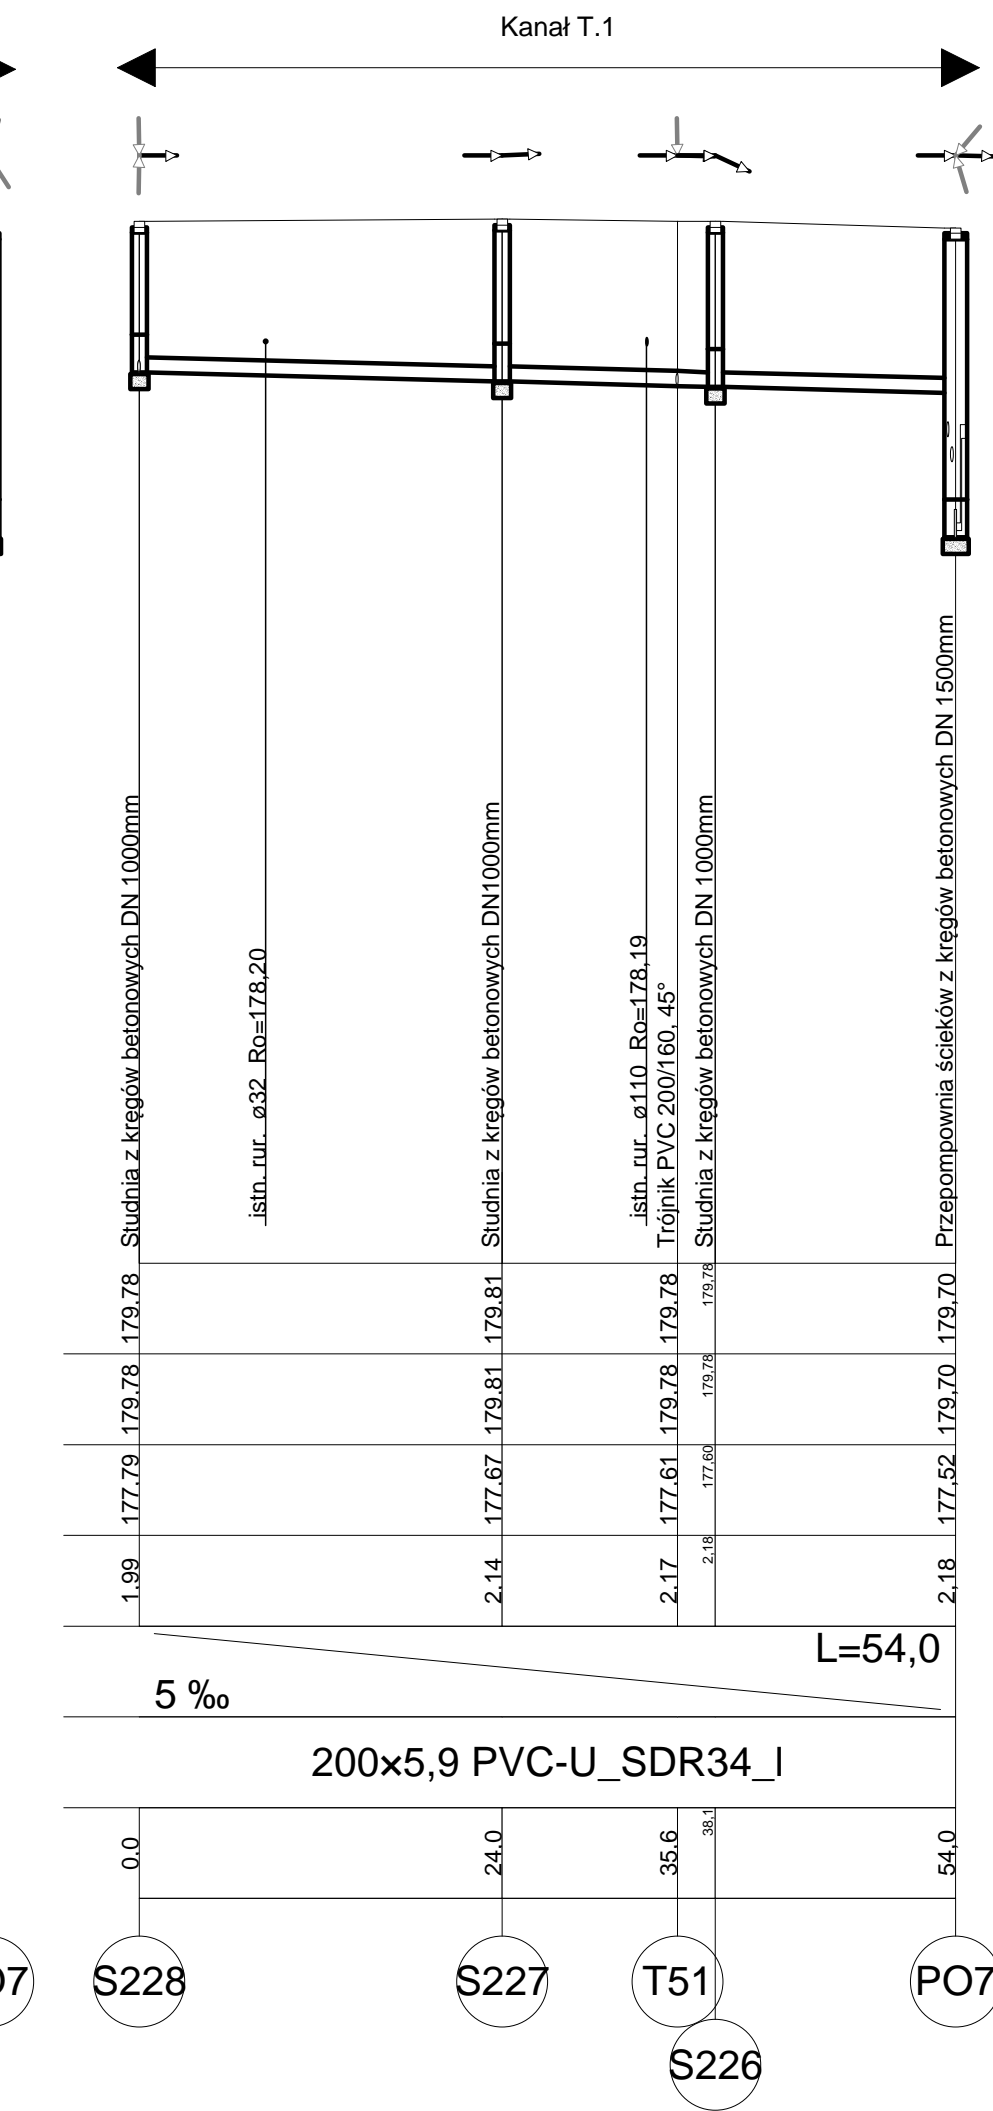 Kanał T.1
Studnia z kręgów betonowych DN 1000mm
istn. rur. ø32 Ro=178,20
Studnia z kręgów betonowych DN1000mm
istn. rur. ø110 Ro=178,19
Trójnik PVC 200/160, 45°
Studnia z kręgów betonowych DN 1000mm
Przepompownia ścieków z kręgów betonowych DN 1500mm
179.78 179.81 179.78 179,78 179,70
179.78 179.81 179.78 179,78 179,70
177.79 177.67 177.61 177,60 177,52
1.99 2.14 2.17 2,18 2,18
L=54,0
5 ‰
200×5,9 PVC-U_SDR34_l
0.0 24.0 35.6 38,1 54,0
07 S228 S227 T51 PO7
S226